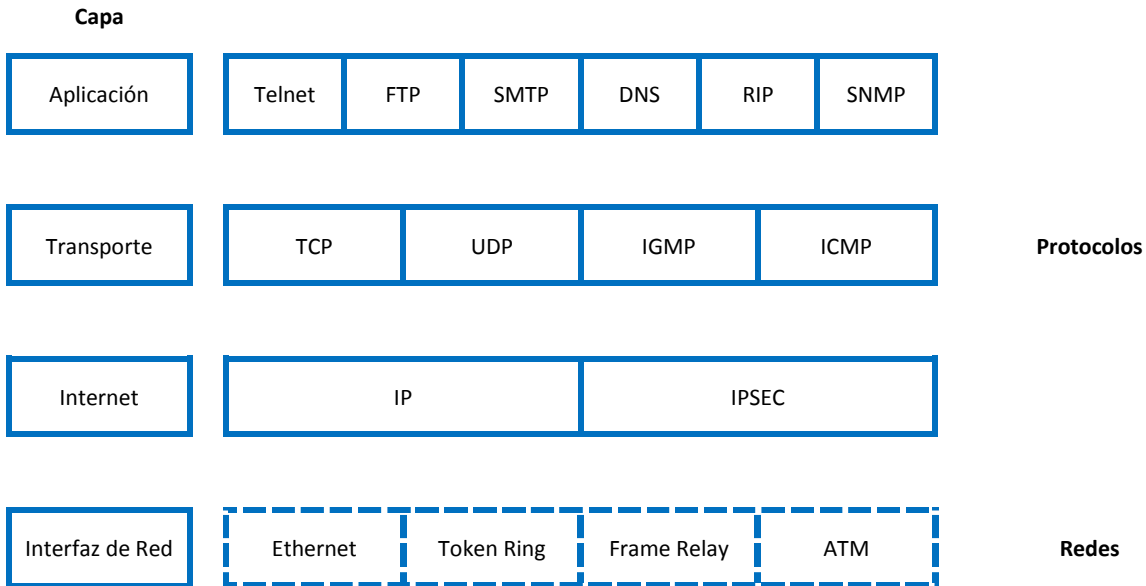 Capa
Aplicación Telnet FTP SMTP DNS RIP SNMP
Transporte TCP UDP IGMP ICMP Protocolos
Internet IP IPSEC
Interfaz de Red Ethernet Token Ring Frame Relay ATM Redes